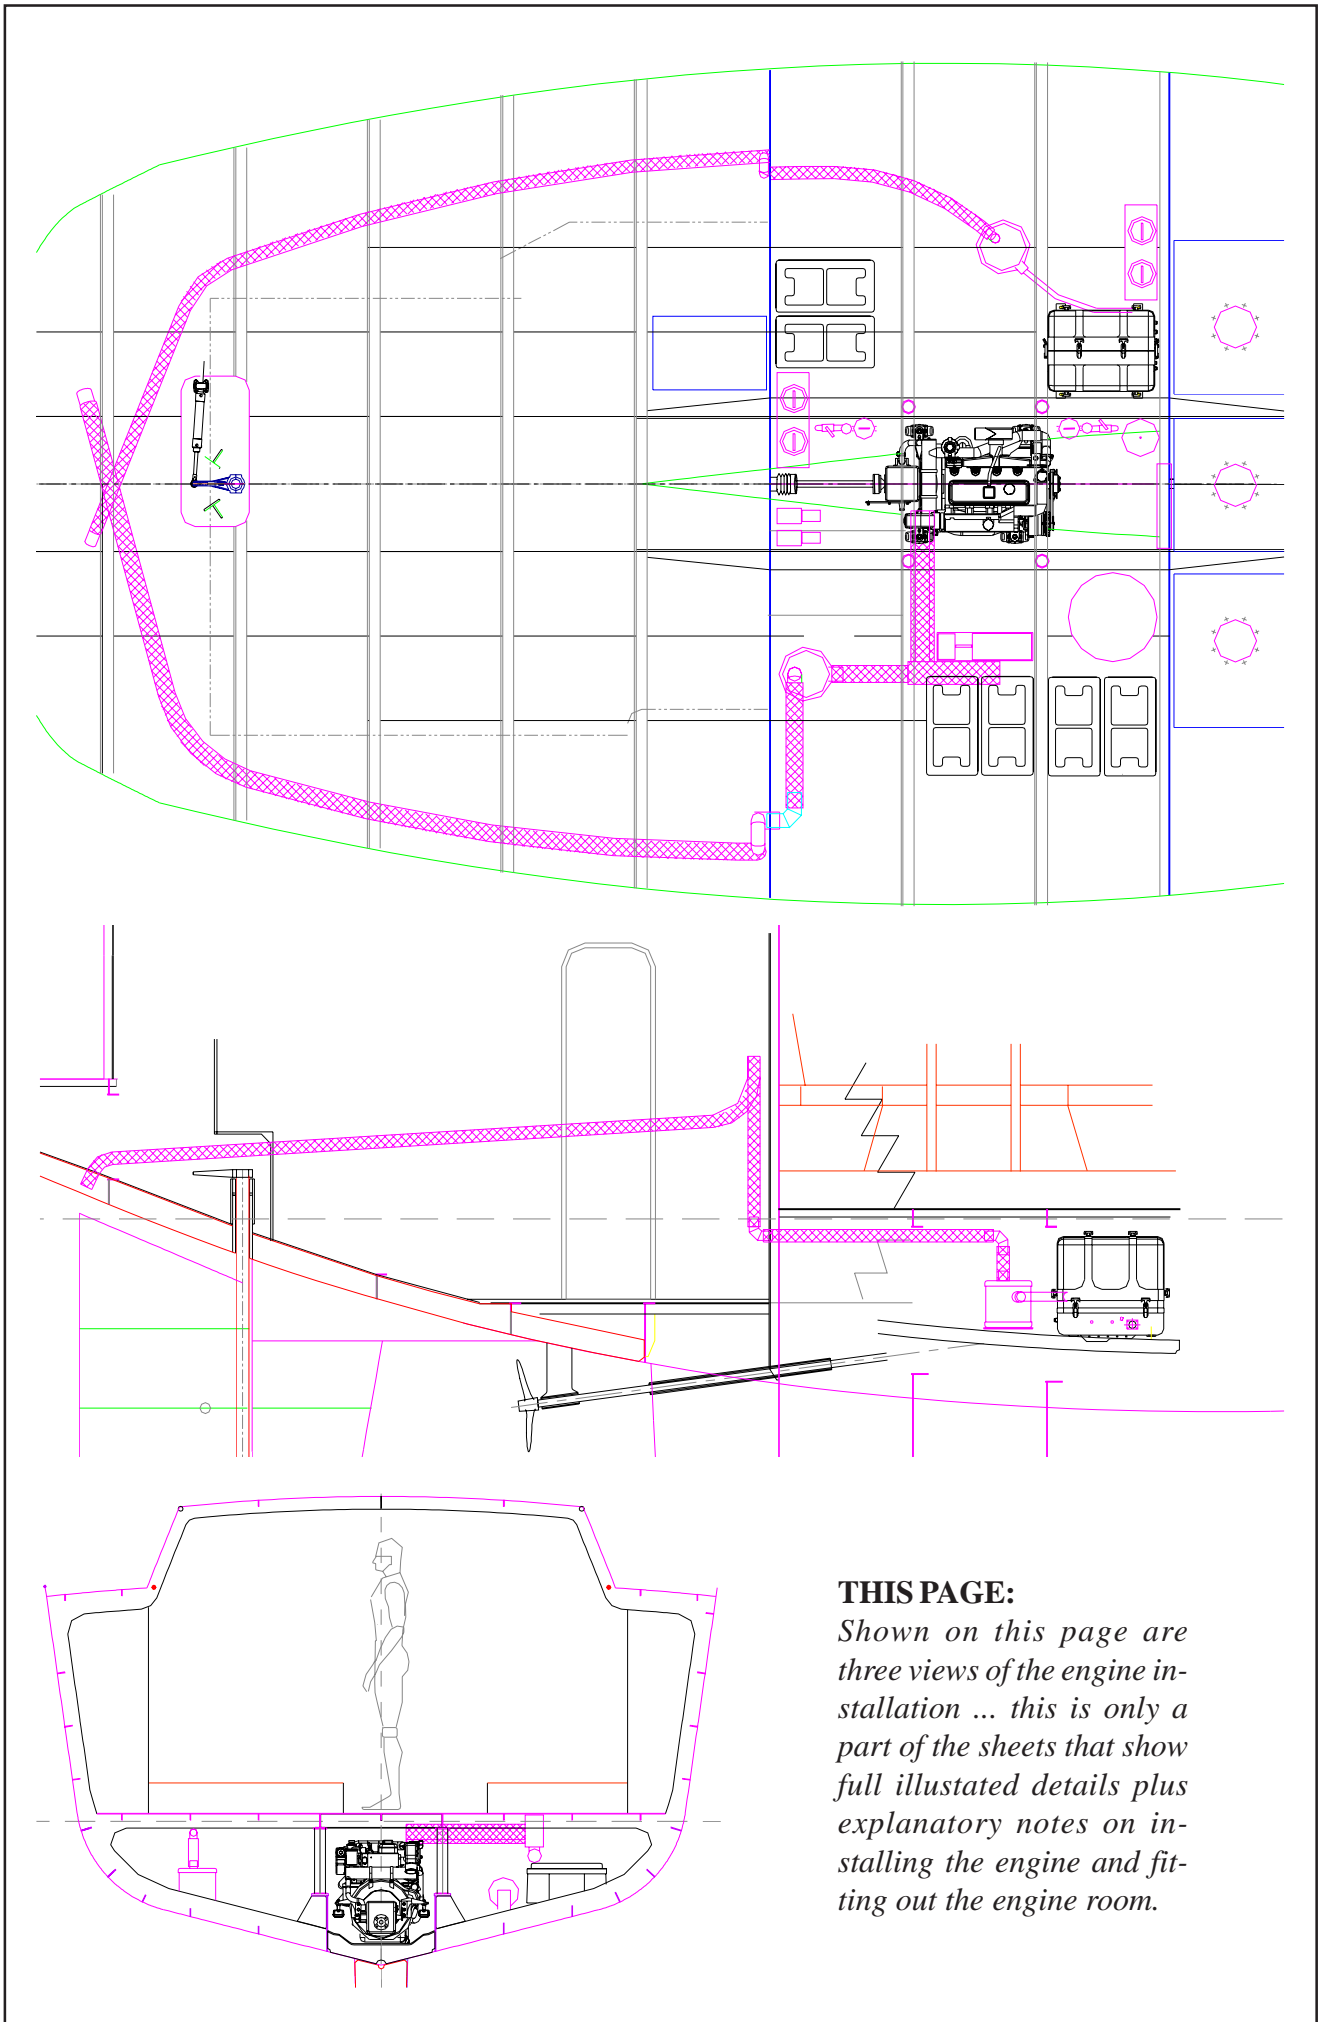 THIS PAGE:
Shown on this page are
three views of the engine in-
stallation ... this is only a
part of the sheets that show
full illustated details plus
explanatory notes on in-
stalling the engine and fit-
ting out the engine room.